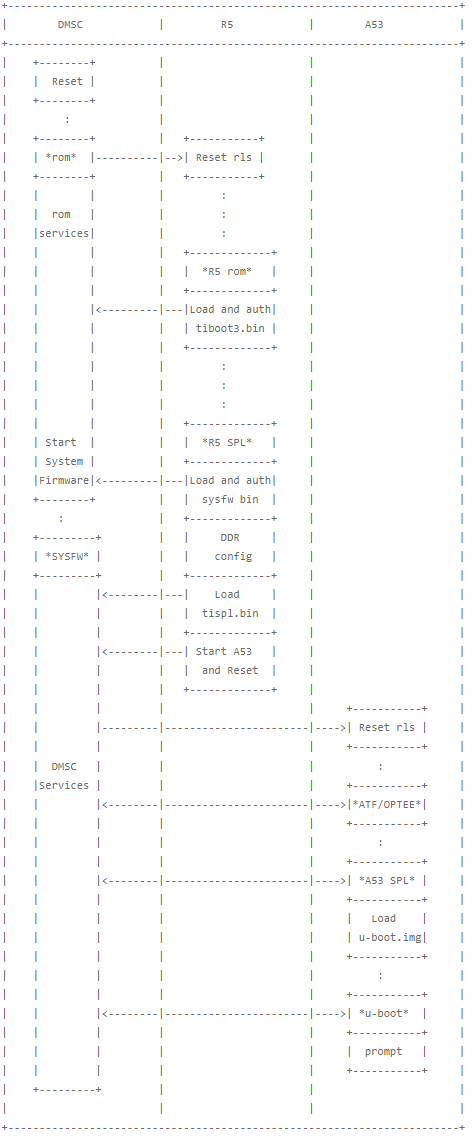 +------------------------------------------------------------------------+
|        DMSC            |         R5            |        A53            |
+------------------------------------------------------------------------+
|    +--------+          |                       |                       |
|    |  Reset |          |                       |                       |
|    +--------+          |                       |                       |
|         :              |                       |                       |
|    +--------+          |   +-----------+       |                       |
|    | *rom*  |----------|-->| Reset rls |       |                       |
|    +--------+          |   +-----------+       |                       |
|    |        |          |         :             |                       |
|    |  rom   |          |         :             |                       |
|    |services|          |         :             |                       |
|    |        |          |   +-------------+     |                       |
|    |        |          |   |  *R5 rom*   |     |                       |
|    |        |          |   +-------------+     |                       |
|    |        |<---------|---|Load and auth|     |                       |
|    |        |          |   | tiboot3.bin |     |                       |
|    |        |          |   +-------------+     |                       |
|    |        |          |         :             |                       |
|    |        |          |         :             |                       |
|    |        |          |         :             |                       |
|    |        |          |   +-------------+     |                       |
|    | Start  |          |   |  *R5 SPL*   |     |                       |
|    | System |          |   +-------------+     |                       |
|    |Firmware|<---------|---|Load and auth|     |                       |
|    +--------+          |   |  sysfw bin  |     |                       |
|        :               |   +-------------+     |                       |
|    +---------+         |   |     DDR     |     |                       |
|    | *SYSFW* |         |   |    config   |     |                       |
|    +---------+         |   +-------------+     |                       |
|    |         |<--------|---|    Load     |     |                       |
|    |         |         |   |  tispl.bin  |     |                       |
|    |         |         |   +-------------+     |                       |
|    |         |<--------|---| Start A53   |     |                       |
|    |         |         |   |  and Reset  |     |                       |
|    |         |         |   +-------------+     |                       |
|    |         |         |                       |     +-----------+     |
|    |         |---------|-----------------------|---->| Reset rls |     |
|    |         |         |                       |     +-----------+     |
|    |  DMSC   |         |                       |          :            |
|    |Services |         |                       |     +-----------+     |
|    |         |<--------|-----------------------|---->|*ATF/OPTEE*|     |
|    |         |         |                       |     +-----------+     |
|    |         |         |                       |          :            |
|    |         |         |                       |     +-----------+     |
|    |         |<--------|-----------------------|---->| *A53 SPL* |     |
|    |         |         |                       |     +-----------+     |
|    |         |         |                       |     |   Load    |     |
|    |         |         |                       |     | u-boot.img|     |
|    |         |         |                       |     +-----------+     |
|    |         |         |                       |          :            |
|    |         |         |                       |     +-----------+     |
|    |         |<--------|-----------------------|---->| *u-boot*  |     |
|    |         |         |                       |     +-----------+     |
|    |         |         |                       |     |  prompt   |     |
|    |         |         |                       |     +-----------+     |
|    +---------+         |                       |                       |
|                        |                       |                       |
+------------------------------------------------------------------------+